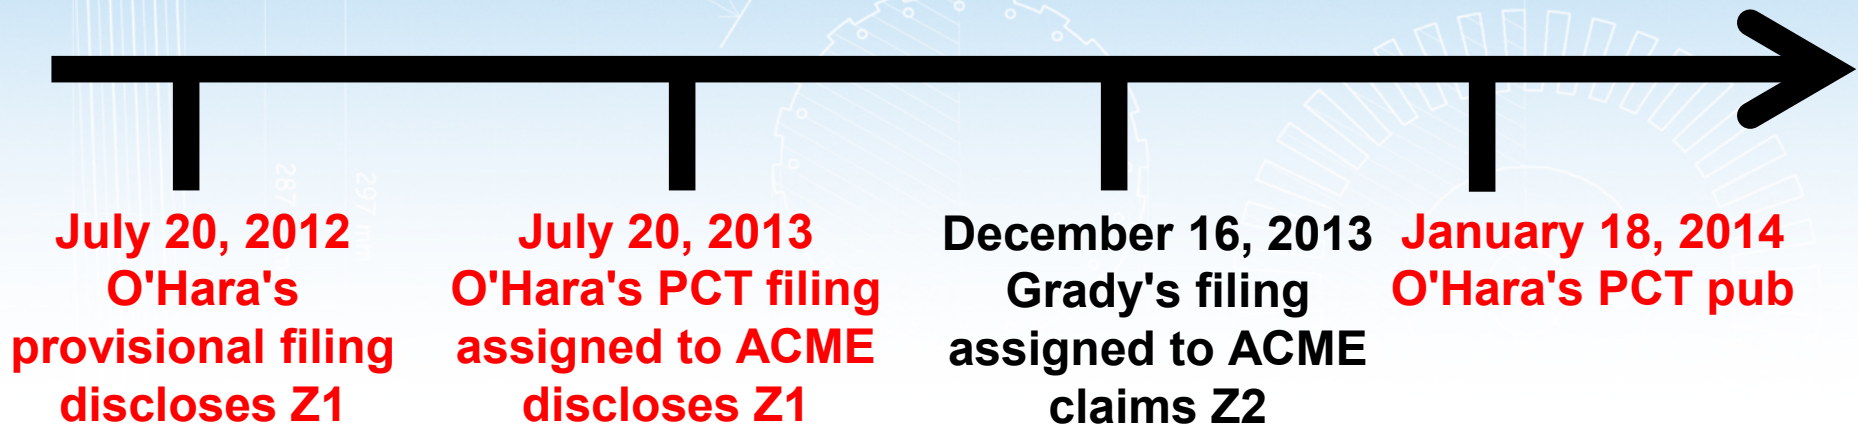 July 20, 2012
O'Hara's
provisional filing
discloses Z1
July 20, 2013
O'Hara's PCT filing
assigned to ACME
discloses Z1
December 16, 2013
Grady's filing
assigned to ACME
claims Z2
January 18, 2014
O'Hara's PCT pub